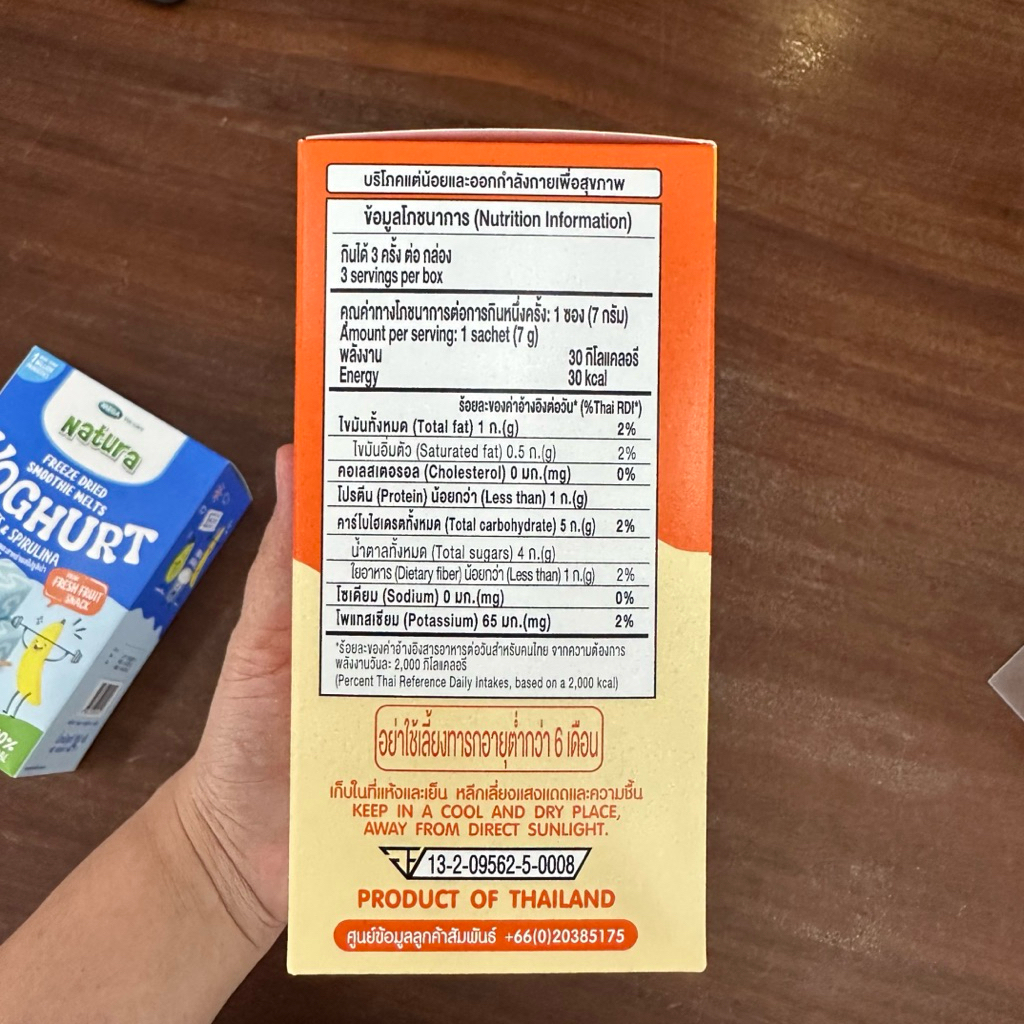 บริโภคแต่น้อยและออกกำลังกายเพื่อสุขภาพ
ข้อมูลโภชนาการ (Nutrition Information)
กินได้ 3 ครั้ง ต่อ กล่อง
3 servings per box
คุณค่าทางโภชนาการต่อการกินหนึ่งครั้ง: 1 ซอง (7 กรัม)
Amount per serving: 1 sachet (7 g)
พลังงาน 30 กิโลแคลอรี
Energy 30 kcal
ร้อยละของค่าอ้างอิงต่อวัน* (%Thai RDI*)
ไขมันทั้งหมด (Total fat) 1 ก.(g) 2%
ไขมันอิ่มตัว (Saturated fat) 0.5 ก.(g) 2%
คอเลสเตอรอล (Cholesterol) 0 มก.(mg) 0%
โปรตีน (Protein) น้อยกว่า (Less than) 1 ก.(g)
คาร์โบไฮเดรตทั้งหมด (Total carbohydrate) 5 ก.(g) 2%
น้ำตาลทั้งหมด (Total sugars) 4 ก.(g)
ใยอาหาร (Dietary fiber) น้อยกว่า (Less than) 1 ก.(g) 2%
โซเดียม (Sodium) 0 มก.(mg) 0%
โพแทสเซียม (Potassium) 65 มก.(mg) 2%
*ร้อยละของค่าอ้างอิงสารอาหารต่อวันสำหรับคนไทย จากความต้องการ
พลังงานวันละ 2,000 กิโลแคลอรี
(Percent Thai Reference Daily Intakes, based on a 2,000 kcal)
อย่าใช้เลี้ยงทารกอายุต่ำกว่า 6 เดือน
เก็บในที่แห้งและเย็น หลีกเลี่ยงแสงแดดและความชื้น
KEEP IN A COOL AND DRY PLACE,
AWAY FROM DIRECT SUNLIGHT.
13-2-09562-5-0008
PRODUCT OF THAILAND
ศูนย์ข้อมูลลูกค้าสัมพันธ์ +66(0)20385175
Natura
FREEZE DRIED
SMOOTHIE MELTS
YOGHURT
& SPIRULINA
FRESH FRUIT
SNACK